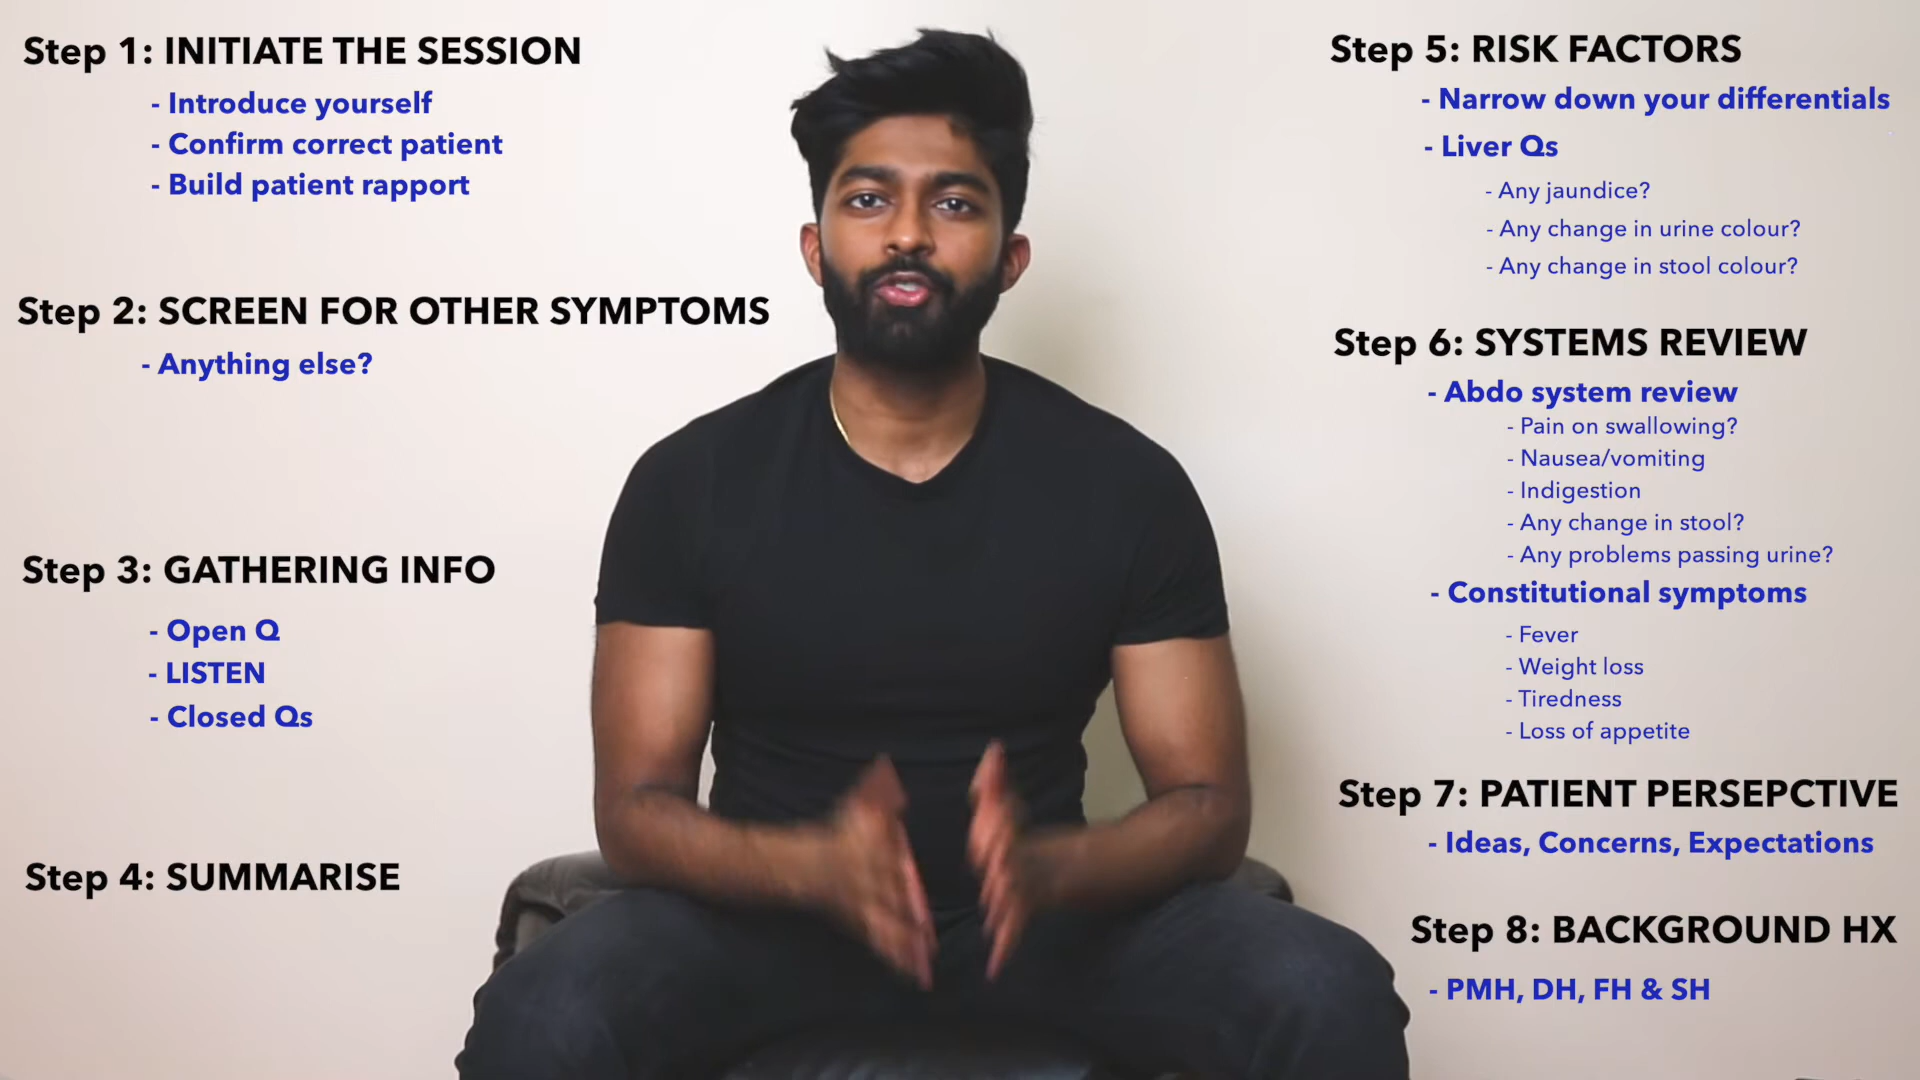 Step 1: INITIATE THE SESSION
- Introduce yourself
- Confirm correct patient
- Build patient rapport
Step 2: SCREEN FOR OTHER SYMPTOMS
- Anything else?
Step 3: GATHERING INFO
- Open Q
- LISTEN
- Closed Qs
Step 4: SUMMARISE
Step 5: RISK FACTORS
- Narrow down your differentials
- Liver Qs
- Any jaundice?
- Any change in urine colour?
- Any change in stool colour?
Step 6: SYSTEMS REVIEW
- Abdo system review
- Pain on swallowing?
- Nausea/vomiting
- Indigestion
- Any change in stool?
- Any problems passing urine?
- Constitutional symptoms
- Fever
- Weight loss
- Tiredness
- Loss of appetite
Step 7: PATIENT PERSEPCTIVE
- Ideas, Concerns, Expectations
Step 8: BACKGROUND HX
- PMH, DH, FH & SH